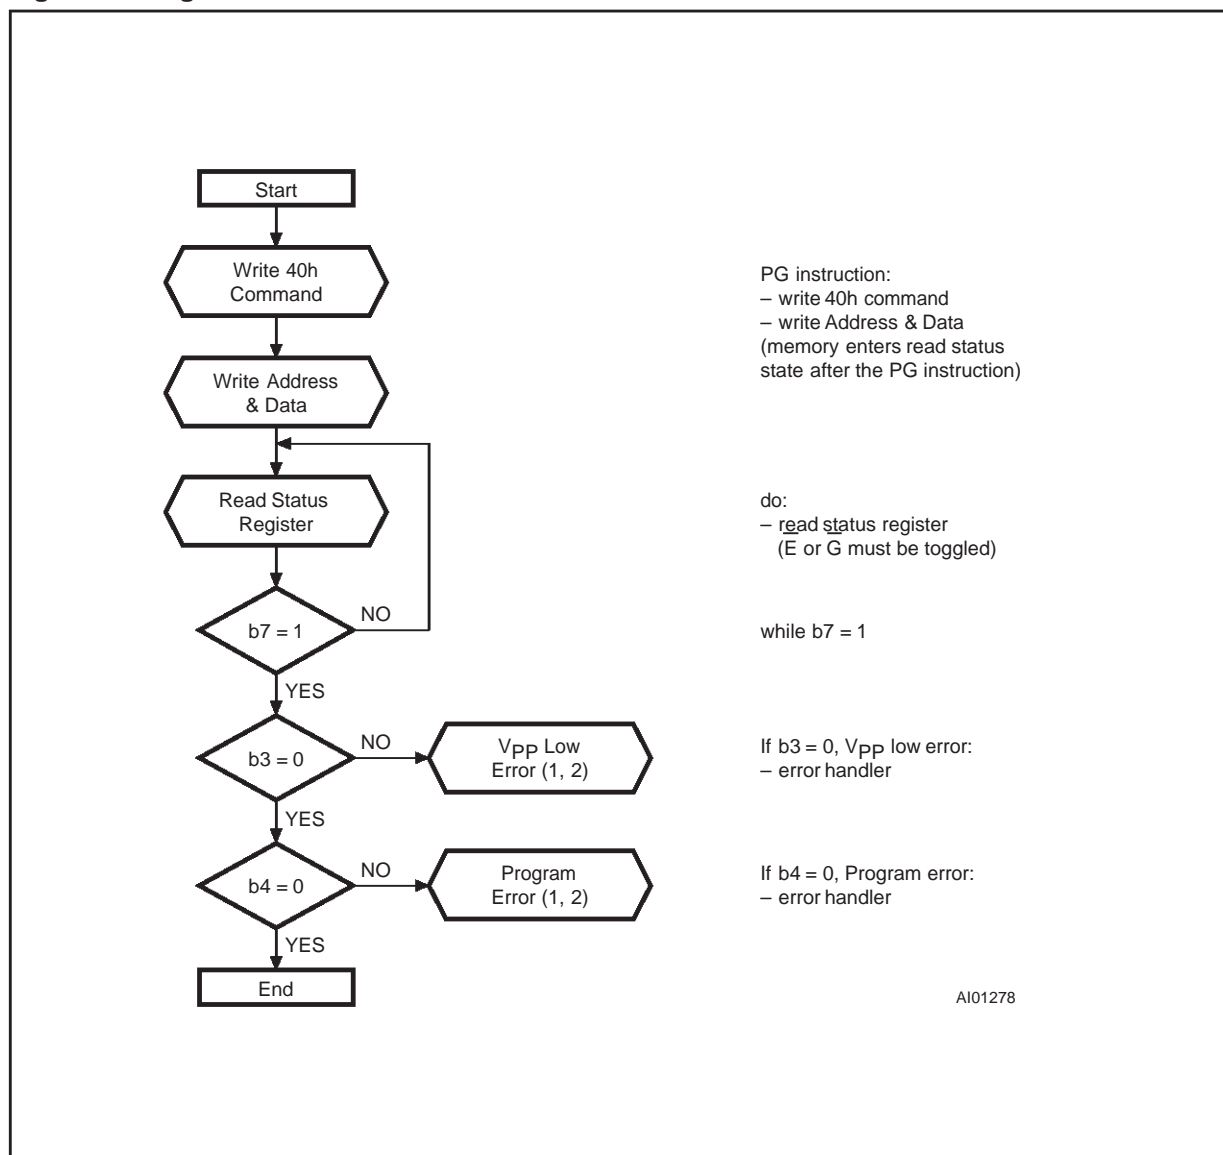 Start
Write 40h
Command
PG instruction:
– write 40h command
– write Address & Data
(memory enters read status
state after the PG instruction)
Write Address
& Data
Read Status
Register
do:
– read status register
(E or G must be toggled)
b7 = 1
NO
while b7 = 1
YES
b3 = 0
NO
VPP Low
Error (1, 2)
If b3 = 0, VPP low error:
– error handler
YES
b4 = 0
NO
Program
Error (1, 2)
If b4 = 0, Program error:
– error handler
YES
End
AI01278